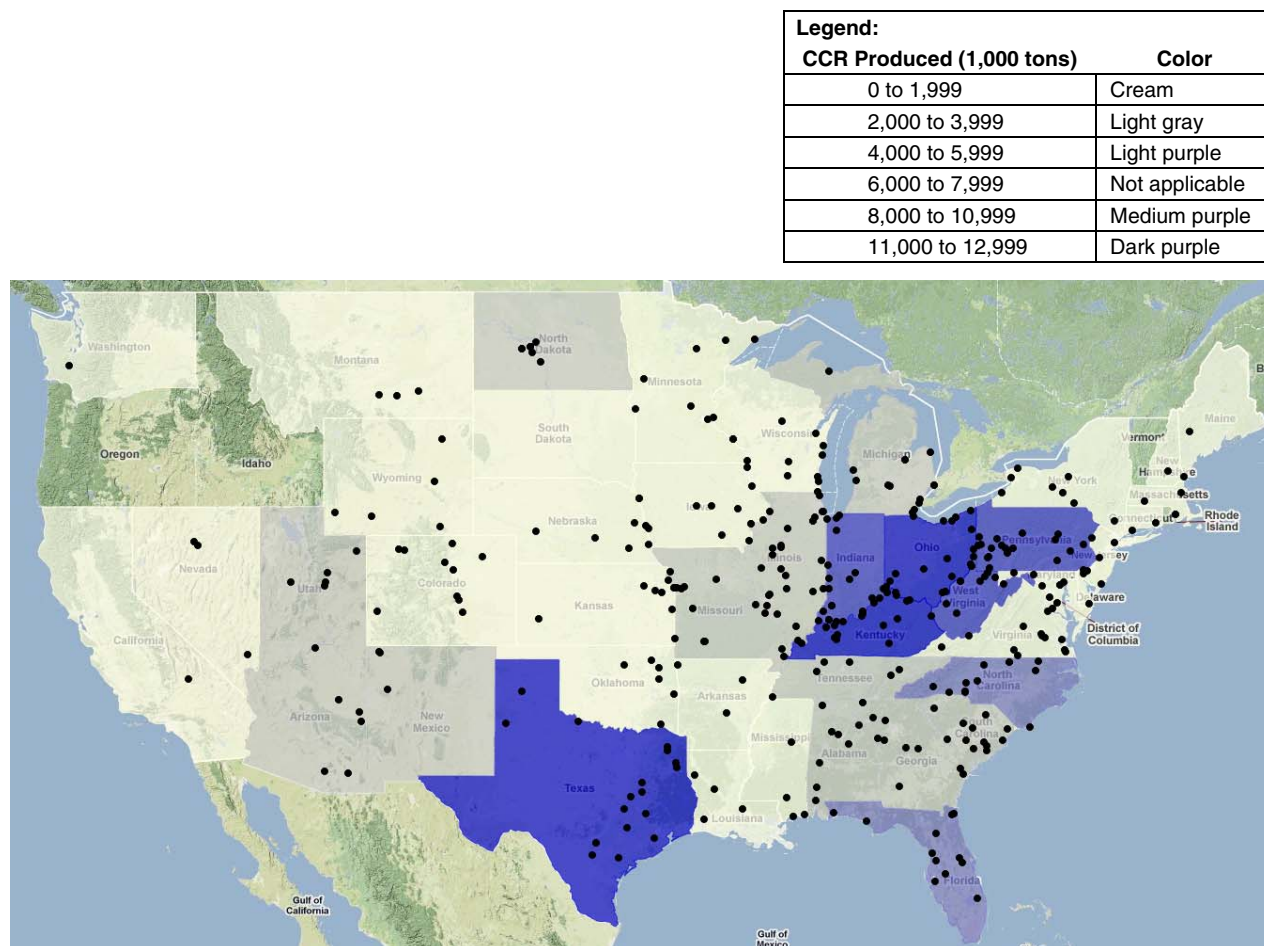 Legend:
CCR Produced (1,000 tons) Color
0 to 1,999 Cream
2,000 to 3,999 Light gray
4,000 to 5,999 Light purple
6,000 to 7,999 Not applicable
8,000 to 10,999 Medium purple
11,000 to 12,999 Dark purple
Washington
Montana
North
Dakota
Minnesota
Maine
Oregon
Idaho
South
Dakota
Wisconsin
Michigan
Vermont
New
Wyoming
New York
Massachusetts
Iowa
Nebraska
Connecticut
Rhode
Island
Nevada
Utah
Colorado
Indiana
Ohio
Pennsylvania
West
Virginia
Delaware
Kansas
Missouri
Kentucky
Virginia
District of
Columbia
California
Oklahoma
Tennessee
North
Carolina
Arkansas
Arizona
New
Mexico
Mississippi
Alabama
Georgia
South
Carolina
Texas
Louisiana
Florida
Gulf of
California
Gulf of
Mexico